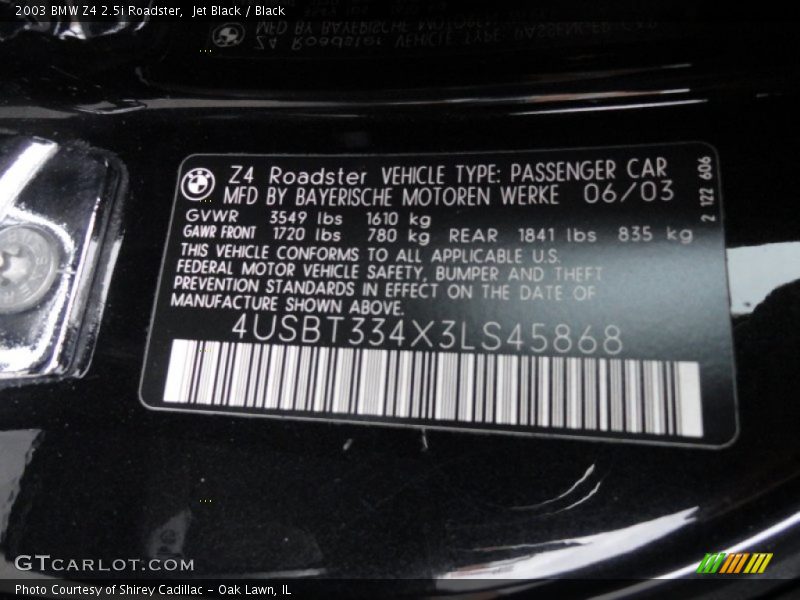 2003 BMW Z4 2.5i Roadster,  Jet Black / Black
Z4 Roadster VEHICLE TYPE: PASSENGER CAR
MFD BY BAYERISCHE MOTOREN WERKE 06/03
2 122 606
GVWR 3549 lbs 1610 kg
GAWR FRONT 1720 lbs 780 kg REAR 1841 lbs 835 kg
THIS VEHICLE CONFORMS TO ALL APPLICABLE U.S.
FEDERAL MOTOR VEHICLE SAFETY, BUMPER AND THEFT
PREVENTION STANDARDS IN EFFECT ON THE DATE OF
MANUFACTURE SHOWN ABOVE.
4USBT334X3LS45868
GTCARLOT.COM
Photo Courtesy of Shirey Cadillac - Oak Lawn, IL